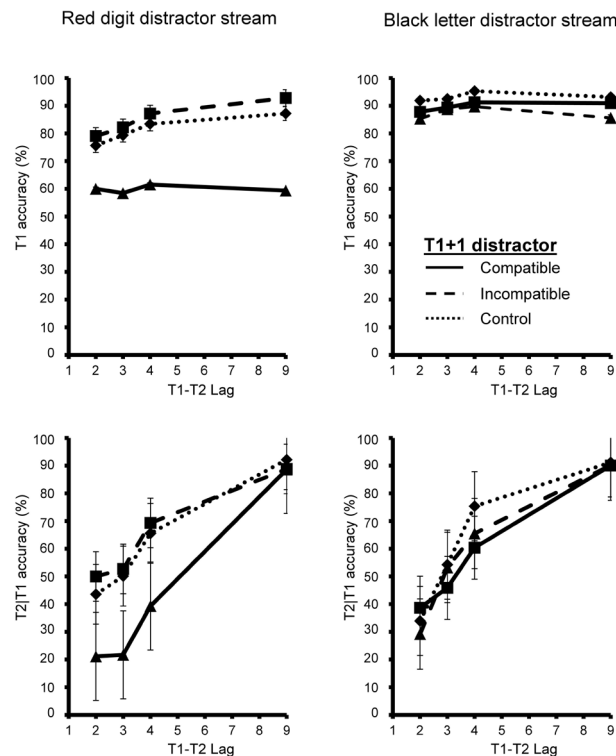 Red digit distractor stream
Black letter distractor stream
T1 accuracy (%)
100
90
80
70
60
50
40
30
20
10
0
1 2 3 4 5 6 7 8 9
T1-T2 Lag
T1 accuracy (%)
100
90
80
70
60
50
40
30
20
10
0
T1+1 distractor
Compatible
Incompatible
Control
1 2 3 4 5 6 7 8 9
T1-T2 Lag
T2|T1 accuracy (%)
100
90
80
70
60
50
40
30
20
10
0
1 2 3 4 5 6 7 8 9
T1-T2 Lag
T2|T1 accuracy (%)
100
90
80
70
60
50
40
30
20
10
0
1 2 3 4 5 6 7 8 9
T1-T2 Lag